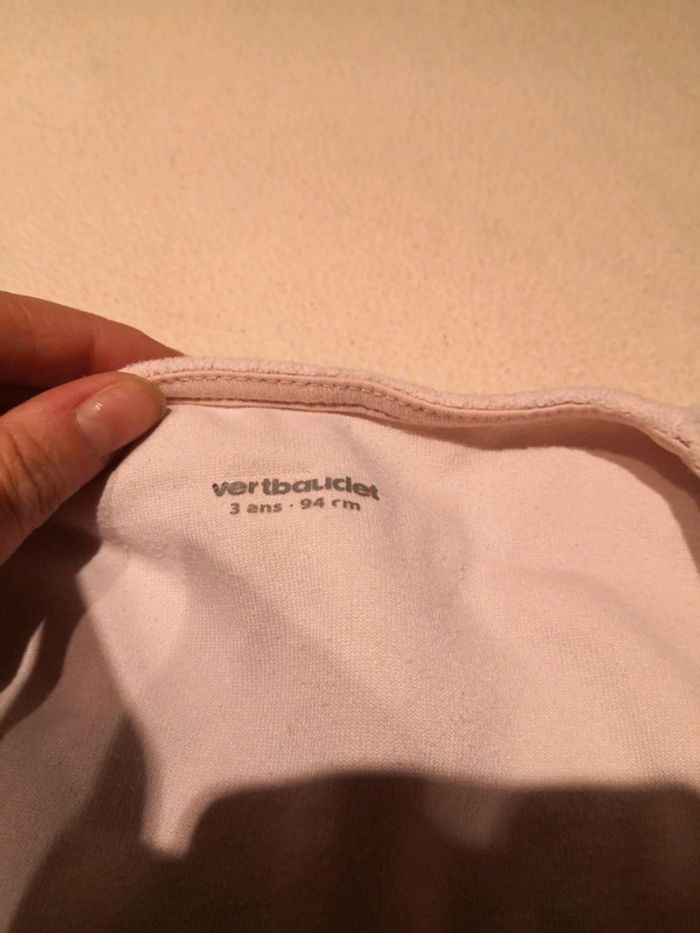 vertbaudet
3 ans · 94 cm